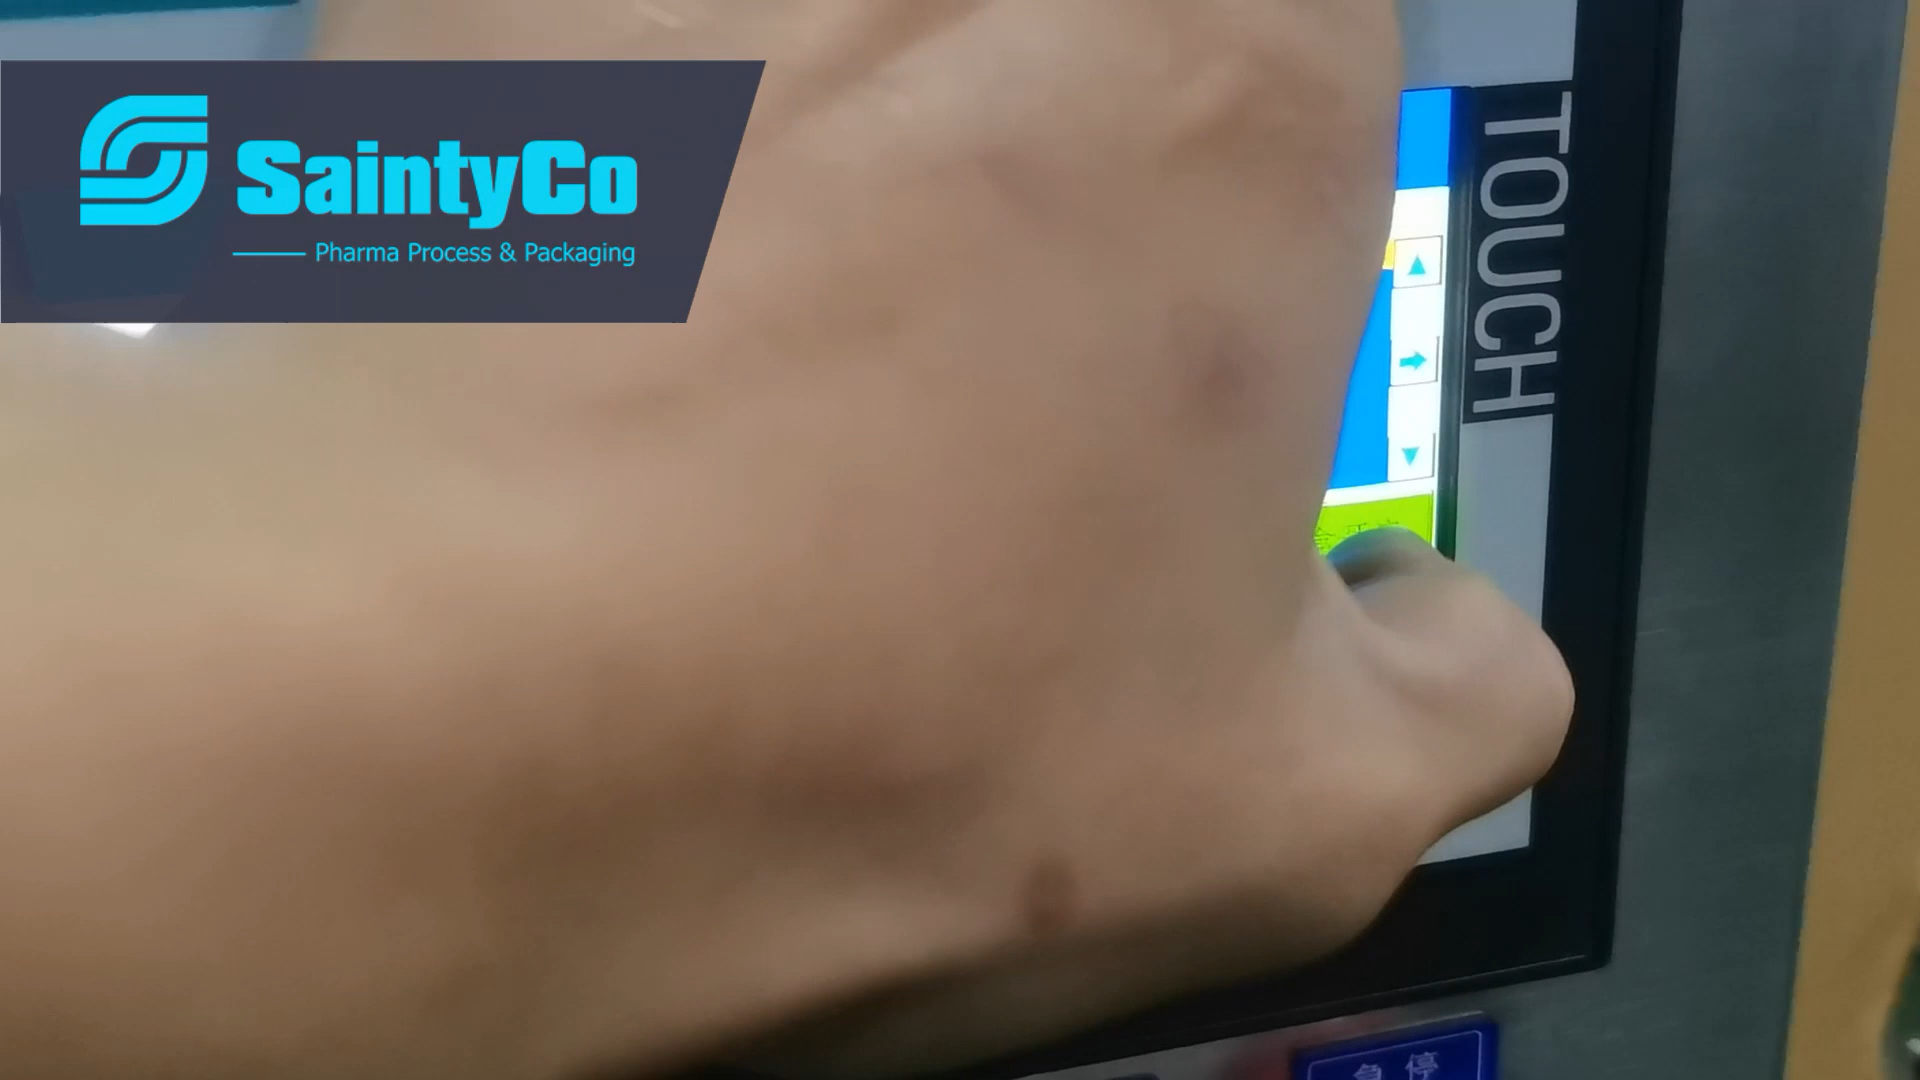 SaintyCo
Pharma Process & Packaging
TOUCH
急停